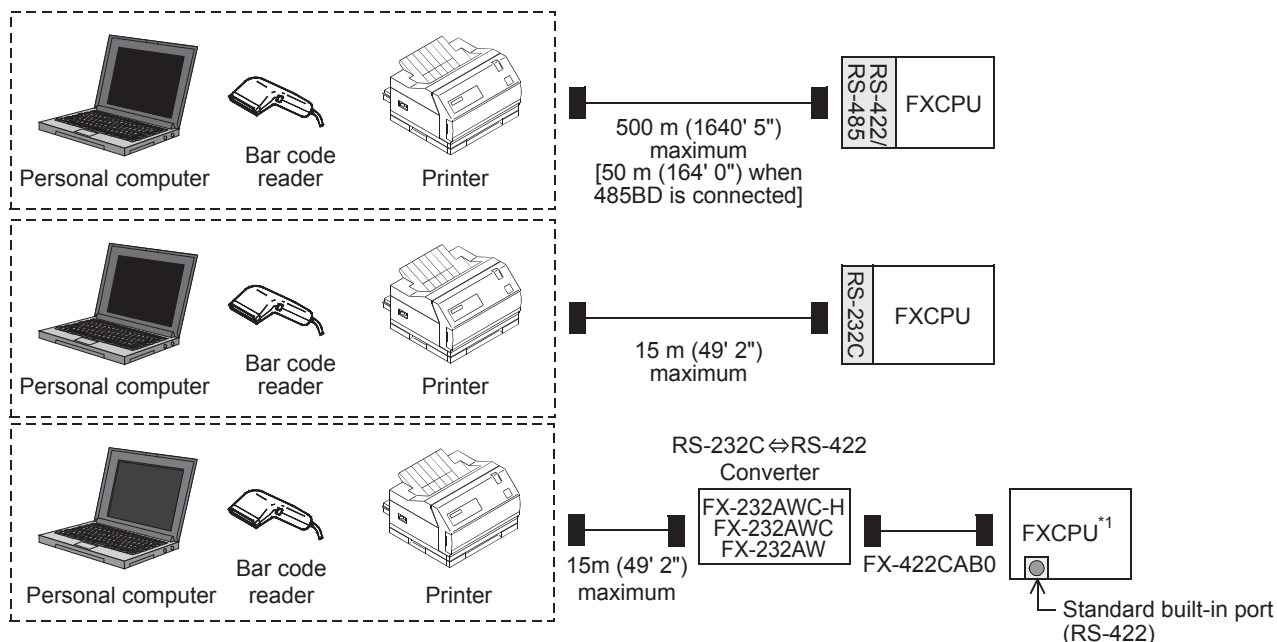 Personal computer
Bar code
reader
Printer
500 m (1640' 5")
maximum
[50 m (164' 0") when
485BD is connected]
RS-422/
RS-485
FXCPU
Personal computer
Bar code
reader
Printer
15 m (49' 2")
maximum
RS-232C
FXCPU
Personal computer
Bar code
reader
Printer
15m (49' 2")
maximum
RS-232C⇔RS-422
Converter
FX-232AWC-H
FX-232AWC
FX-232AW
FX-422CAB0
FXCPU*1
Standard built-in port
(RS-422)